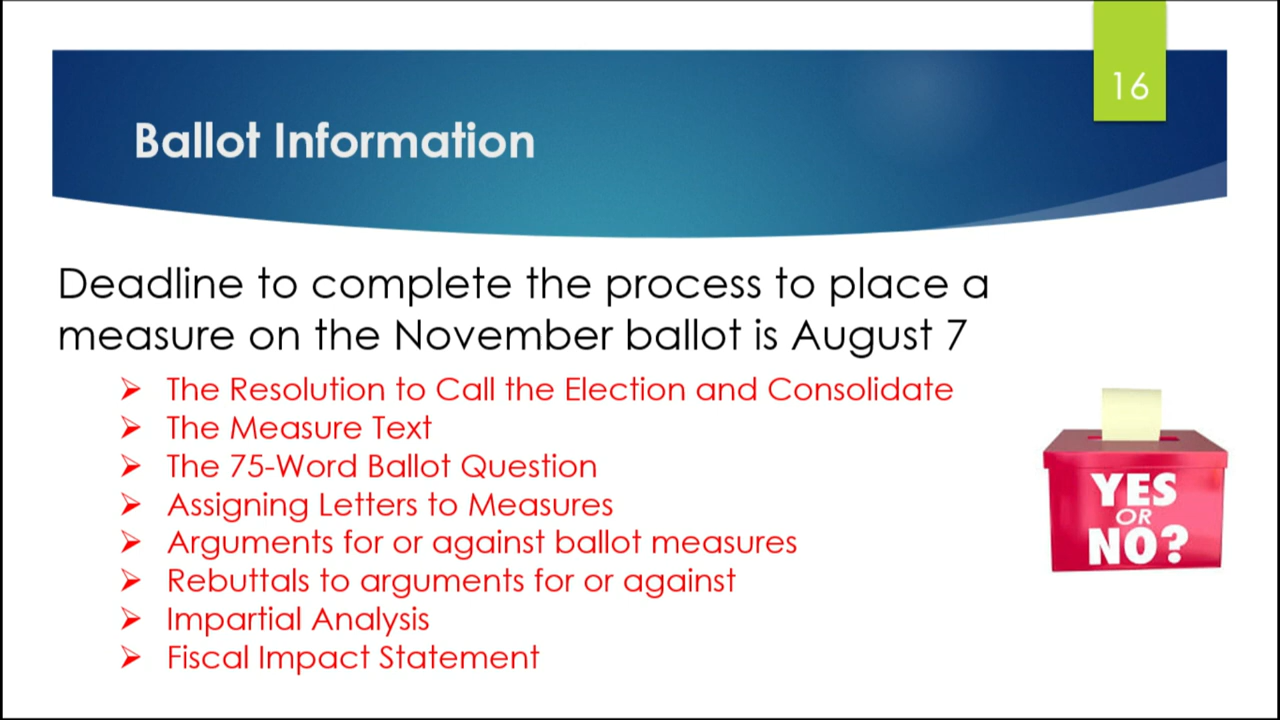 16
Ballot Information
Deadline to complete the process to place a
measure on the November ballot is August 7
The Resolution to Call the Election and Consolidate
The Measure Text
The 75-Word Ballot Question
Assigning Letters to Measures
Arguments for or against ballot measures
Rebuttals to arguments for or against
Impartial Analysis
Fiscal Impact Statement
YES
OR
NO?